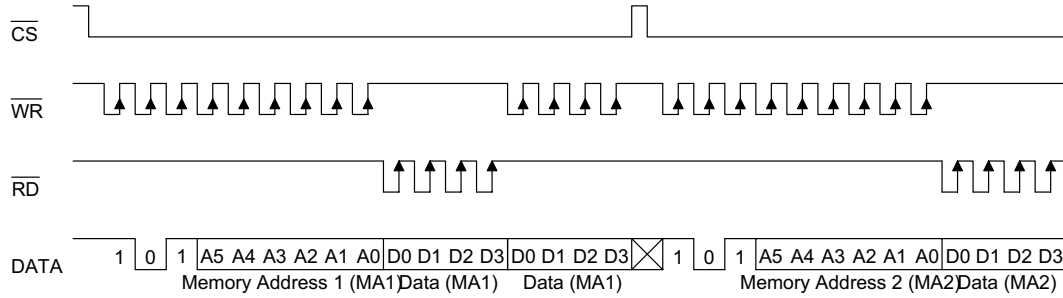 CS
WR
RD
DATA 1 0 1 A5 A4 A3 A2 A1 A0 D0 D1 D2 D3 D0 D1 D2 D3 1 0 1 A5 A4 A3 A2 A1 A0 D0 D1 D2 D3
Memory Address 1 (MA1) Data (MA1) Data (MA1) Memory Address 2 (MA2) Data (MA2)